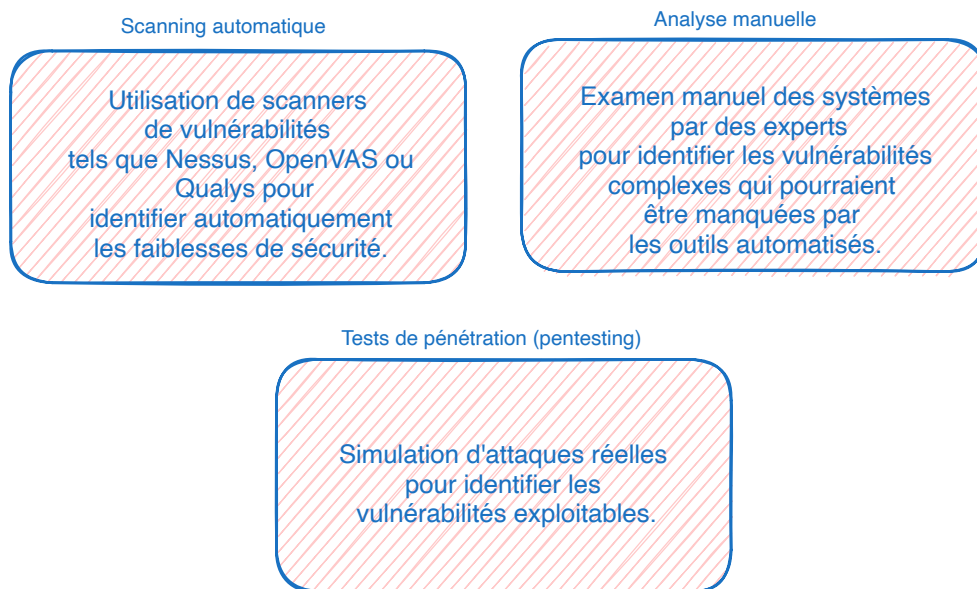 Scanning automatique
Utilisation de scanners
de vulnérabilités
tels que Nessus, OpenVAS ou
Qualys pour
identifier automatiquement
les faiblesses de sécurité.
Analyse manuelle
Examen manuel des systèmes
par des experts
pour identifier les vulnérabilités
complexes qui pourraient
être manquées par
les outils automatisés.
Tests de pénétration (pentesting)
Simulation d'attaques réelles
pour identifier les
vulnérabilités exploitables.